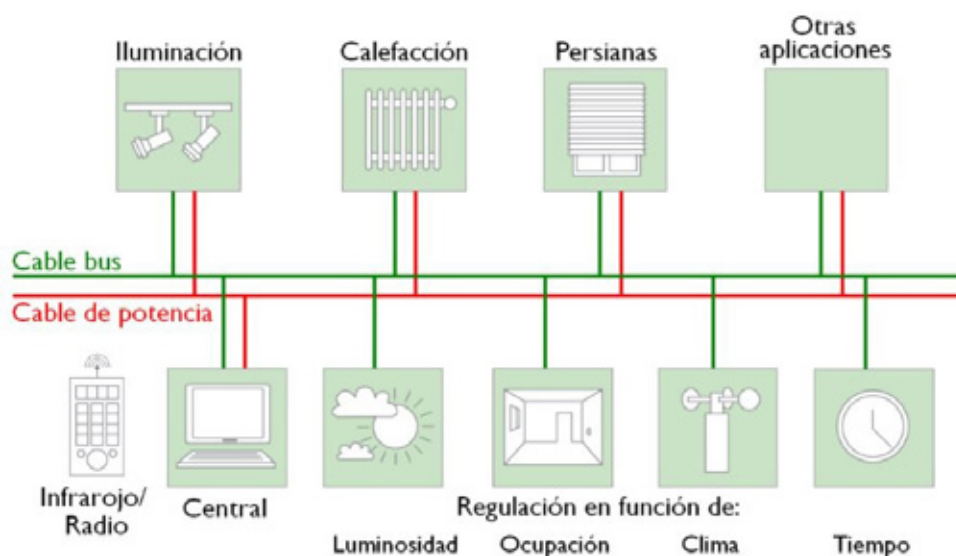 Iluminación
Calefacción
Persianas
Otras
aplicaciones
Cable bus
Cable de potencia
Infrarojo/
Radio
Central
Regulación en función de:
Luminosidad
Ocupación
Clima
Tiempo